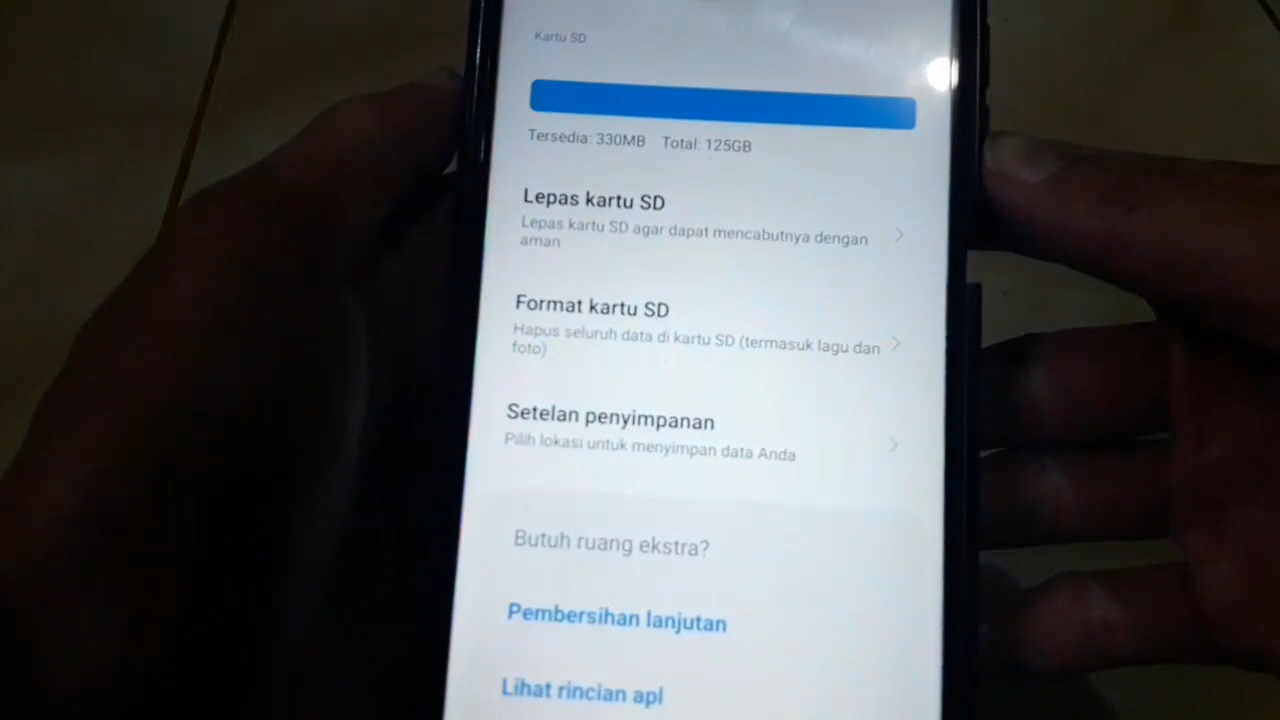 Kartu SD
Tersedia: 330MB Total: 125GB
Lepas kartu SD
Lepas kartu SD agar dapat mencabutnya dengan
aman
Format kartu SD
Hapus seluruh data di kartu SD (termasuk lagu dan
foto)
Setelan penyimpanan
Pilih lokasi untuk menyimpan data Anda
Butuh ruang ekstra?
Pembersihan lanjutan
Lihat rincian apl